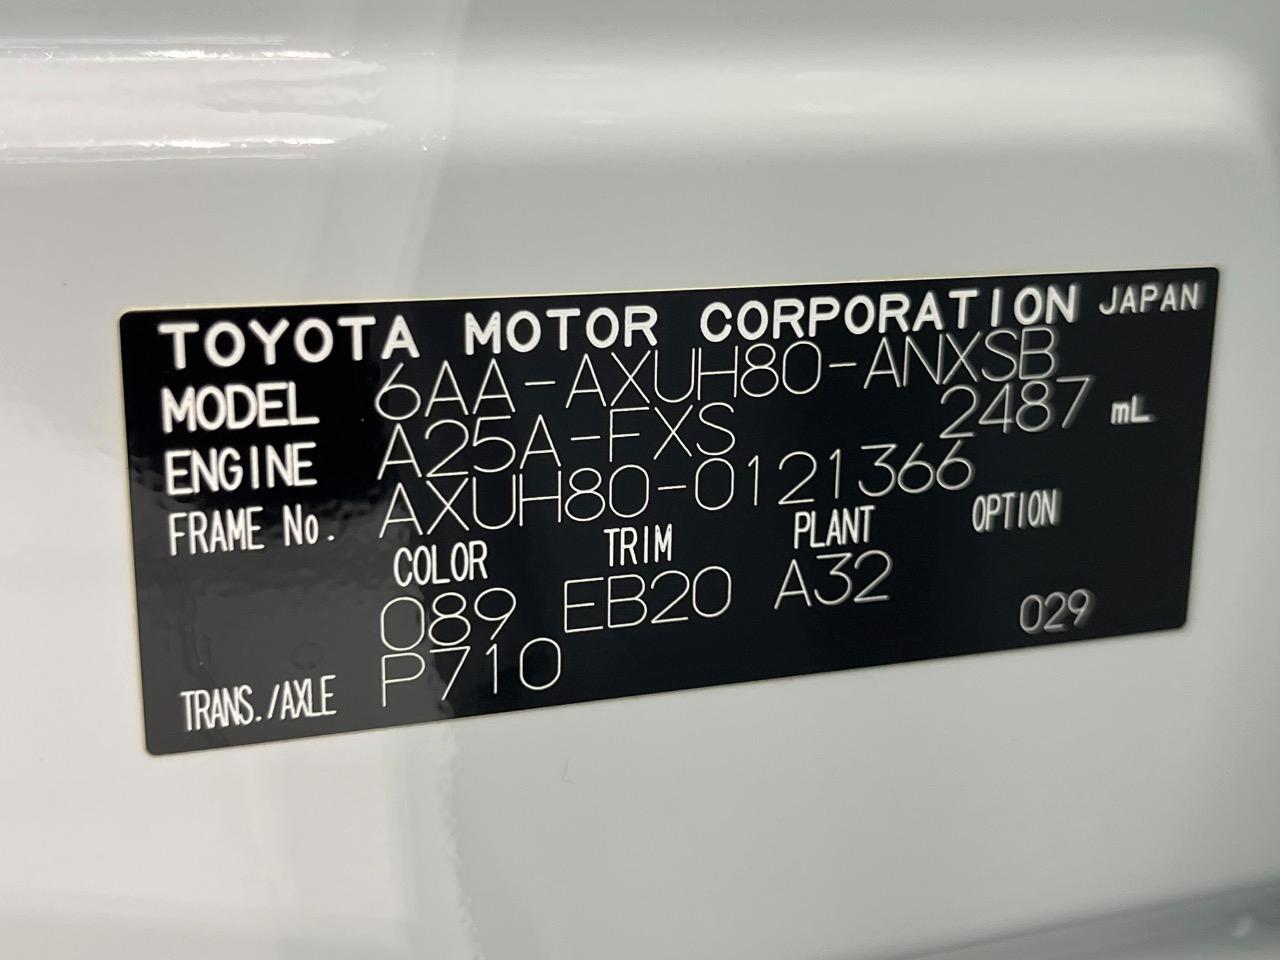 TOYOTA MOTOR CORPORATION JAPAN
MODEL 6AA-AXUH80-ANXSB
ENGINE A25A-FXS 2487 mL
FRAME No. AXUH80-0121366
COLOR TRIM PLANT OPTION
089 EB20 A32
TRANS./AXLE P710 029